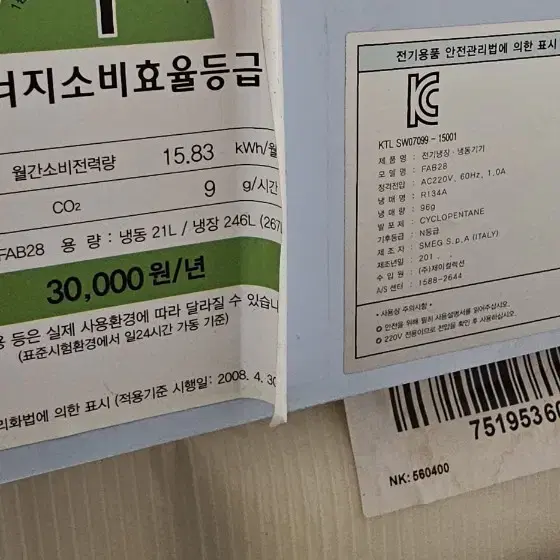 너지소비효율등급
월간소비전력량 15.83 kWh/월
CO₂ 9 g/시간
FAB28 용 량 : 냉동 21L / 냉장 246L (267L
30,000원/년
용 등은 실제 사용환경에 따라 달라질 수 있습니
(표준시험환경에서 일24시간 가동 기준)
리화법에 의한 표시 (적용기준 시행일: 2008. 4. 30
전기용품 안전관리법에 의한 표시
KC
KTL SW07099-15001
제 품 명 : 전기냉장·냉동기기
모 델 명 : FAB28
정격전압 : AC220V, 60Hz, 1.0A
냉 매 명 : R134A
냉 매 량 : 96g
발 포 제 : CYCLOPENTANE
기후등급 : N등급
제 조 자 : SMEG S.p.A (ITALY)
제조년월 : 201 . .
수 입 원 : (주)제이컬렉션
A/S 센터 : 1588-2644
• 사용상 주의사항 •
안전을 위해 필히 사용설명서를 읽어주십시오.
220V 전용이므로 전압을 확인 후 사용하십시오.
7519536
NK: 560400